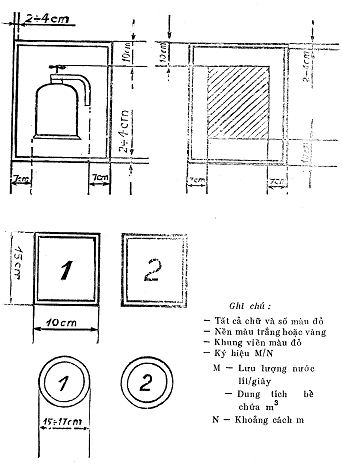 2÷4cm
10cm
10cm
2-4cm
2÷4cm
7cm
7cm
7cm
15cm
1
2
10cm
1
2
15÷17cm
Ghi chú :
— Tất cả chữ và số màu đỏ
— Nền màu trắng hoặc vàng
— Khung viền màu đỏ
— Ký hiệu M/N
M — Lưu lượng nước
lít/giây
— Dung tích bể
chứa m³
N — Khoảng cách m